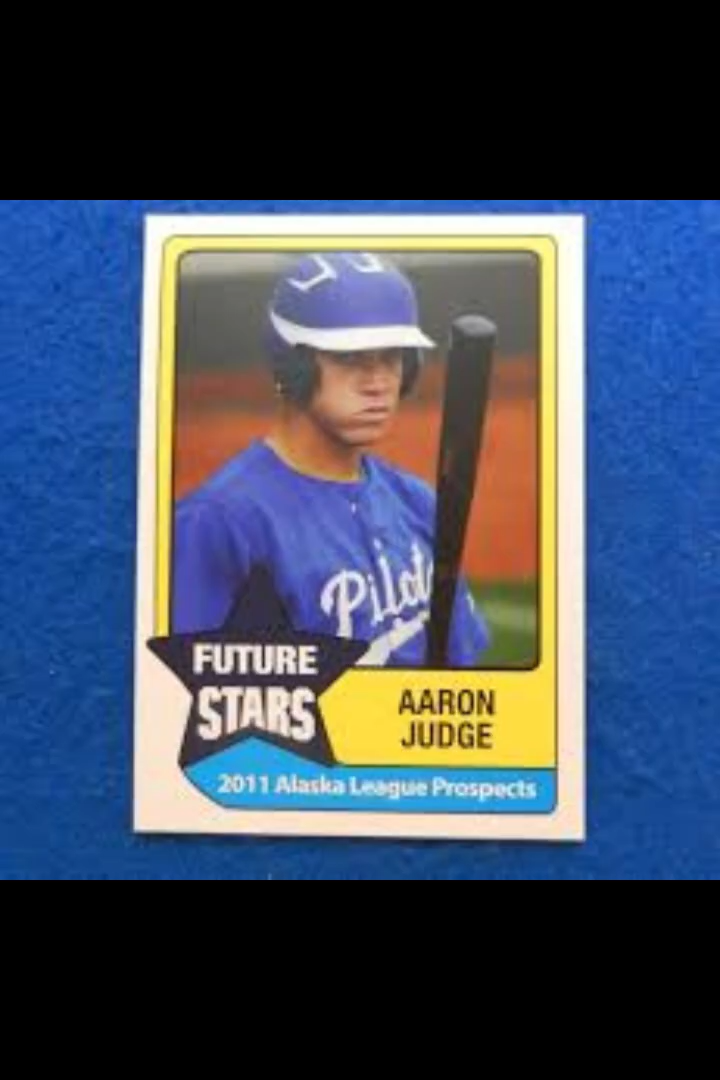 Pilots
FUTURE
STARS
AARON
JUDGE
2011 Alaska League Prospects